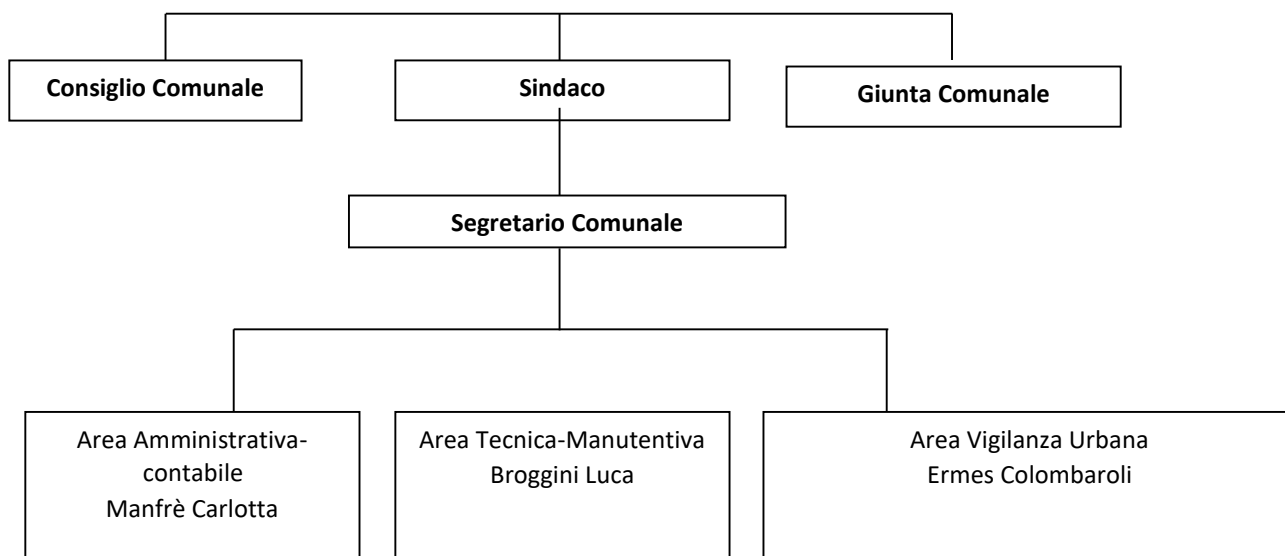 Consiglio Comunale
Sindaco
Giunta Comunale
Segretario Comunale
Area Amministrativa-
contabile
Manfrè Carlotta
Area Tecnica-Manutentiva
Broggini Luca
Area Vigilanza Urbana
Ermes Colombaroli